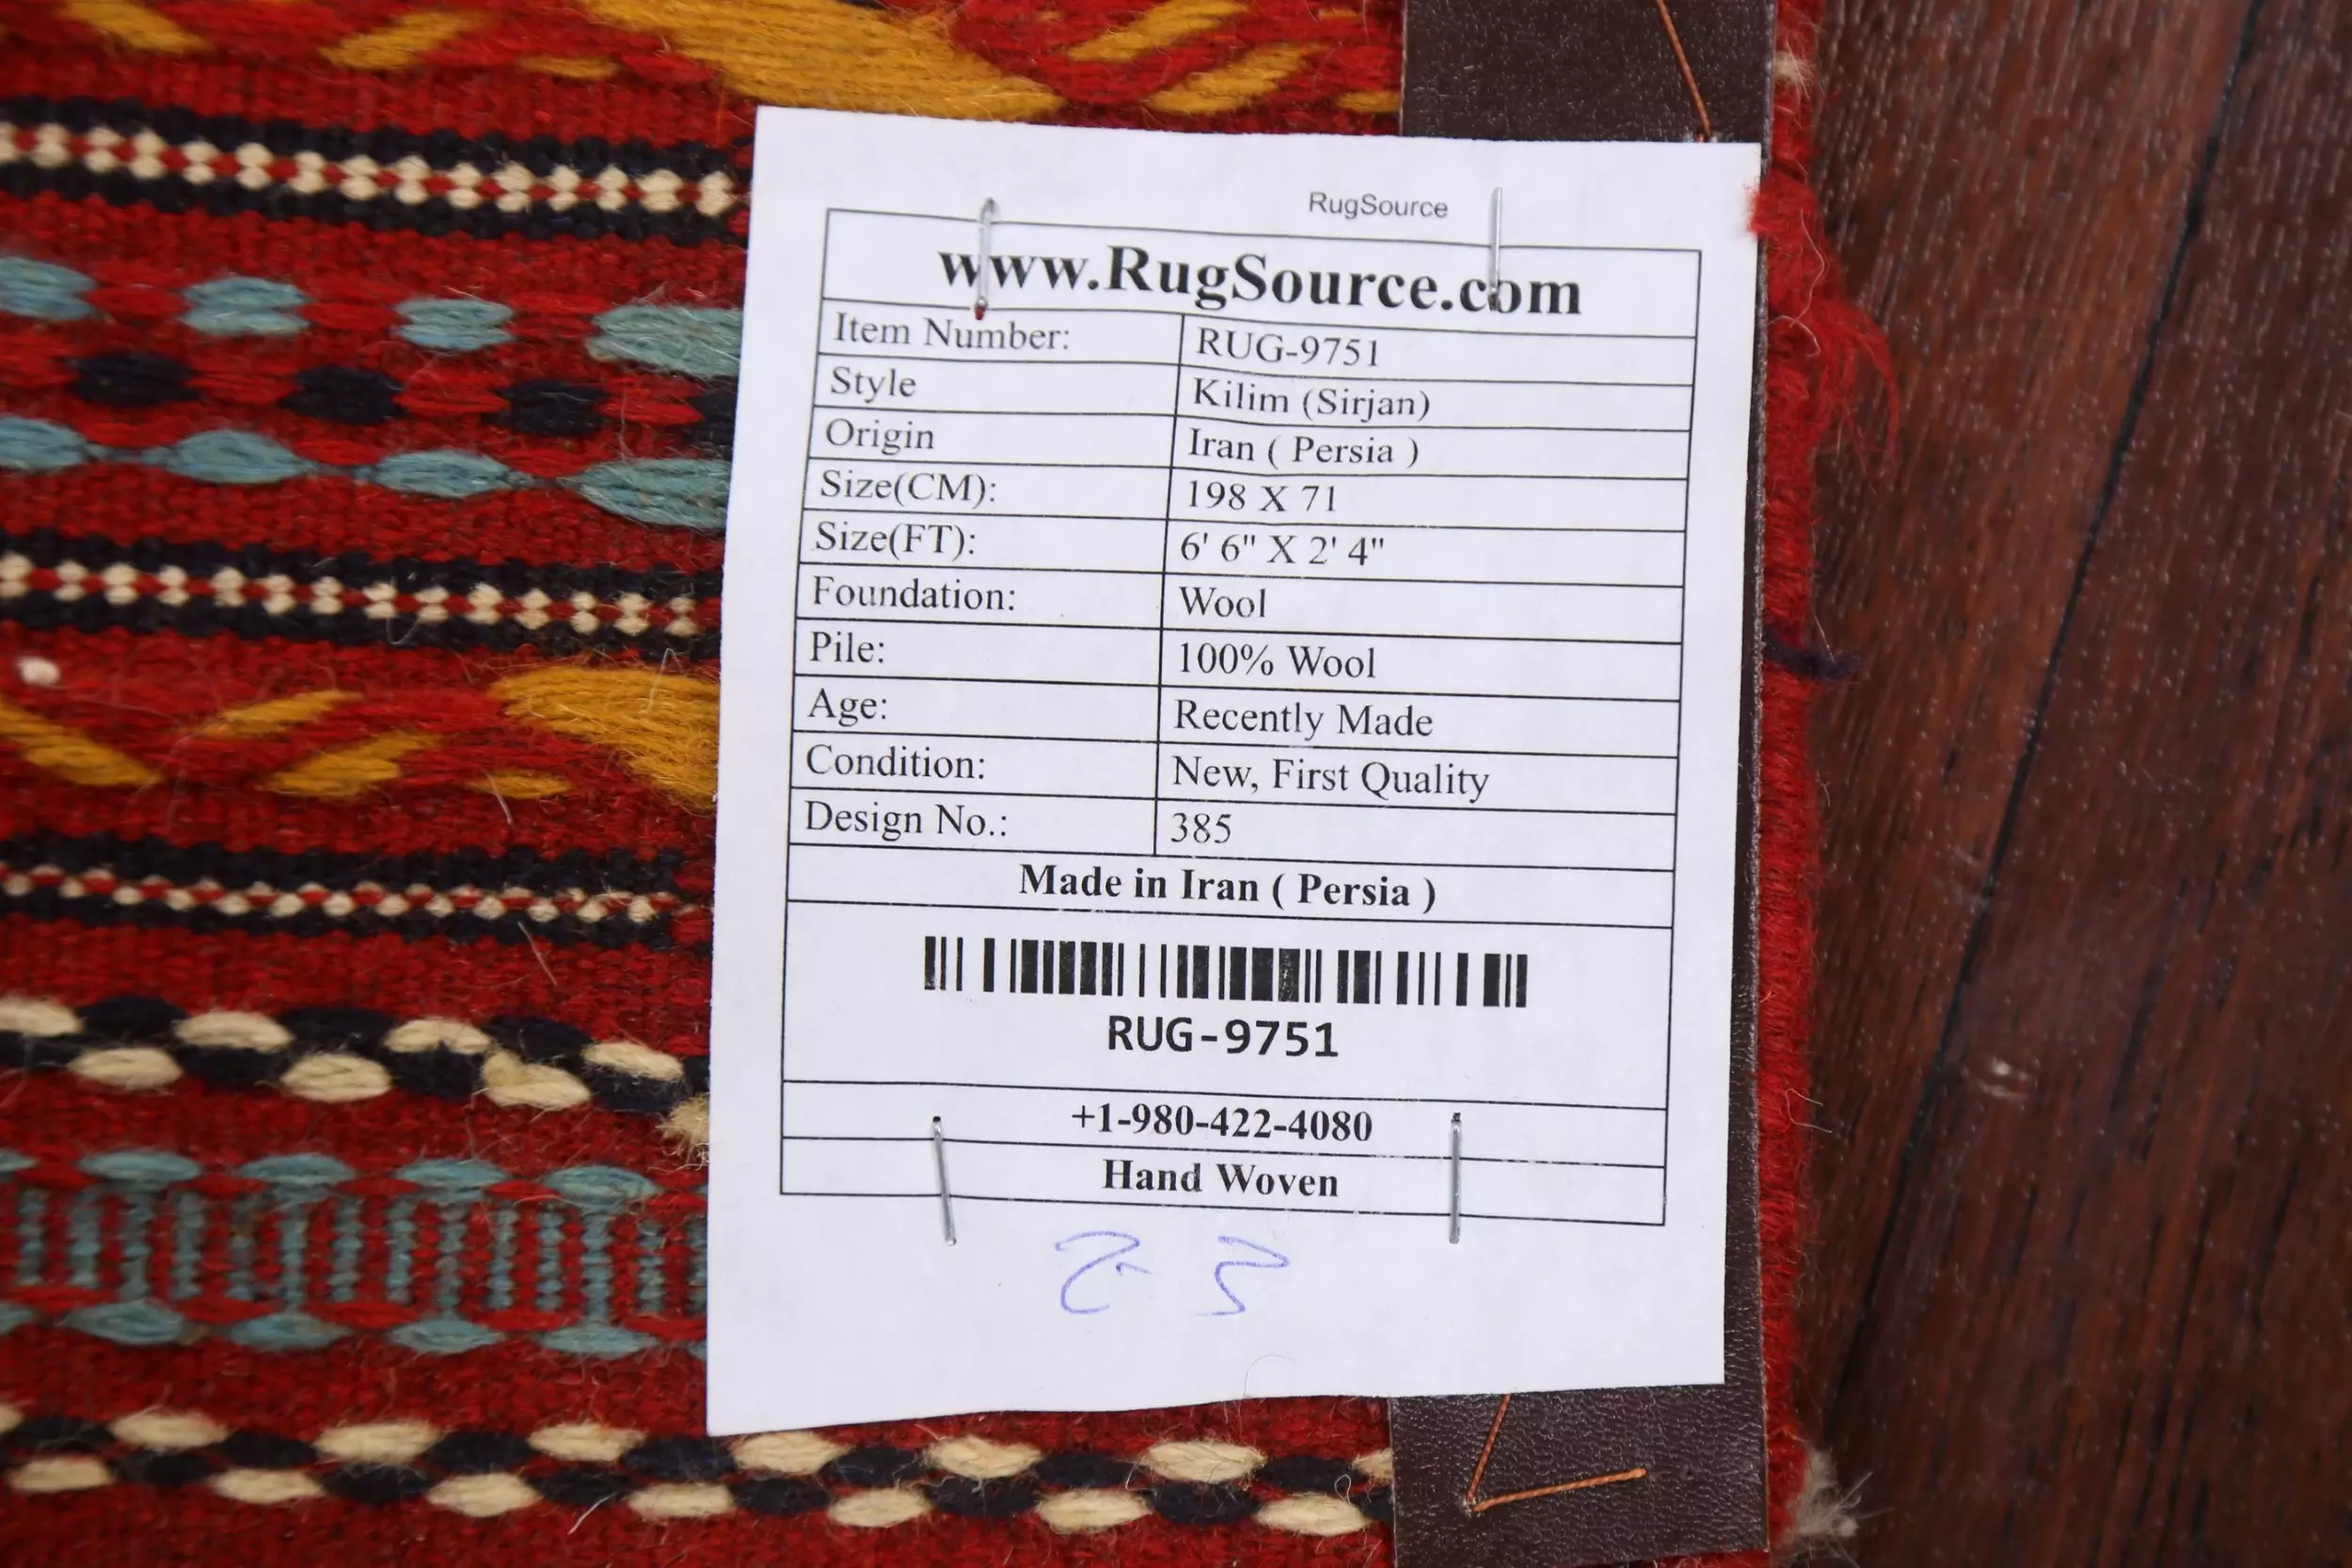 RugSource
www.RugSource.com
Item Number: RUG-9751
Style Kilim (Sirjan)
Origin Iran ( Persia )
Size(CM): 198 X 71
Size(FT): 6' 6" X 2' 4"
Foundation: Wool
Pile: 100% Wool
Age: Recently Made
Condition: New, First Quality
Design No.: 385
Made in Iran ( Persia )
RUG-9751
+1-980-422-4080
Hand Woven